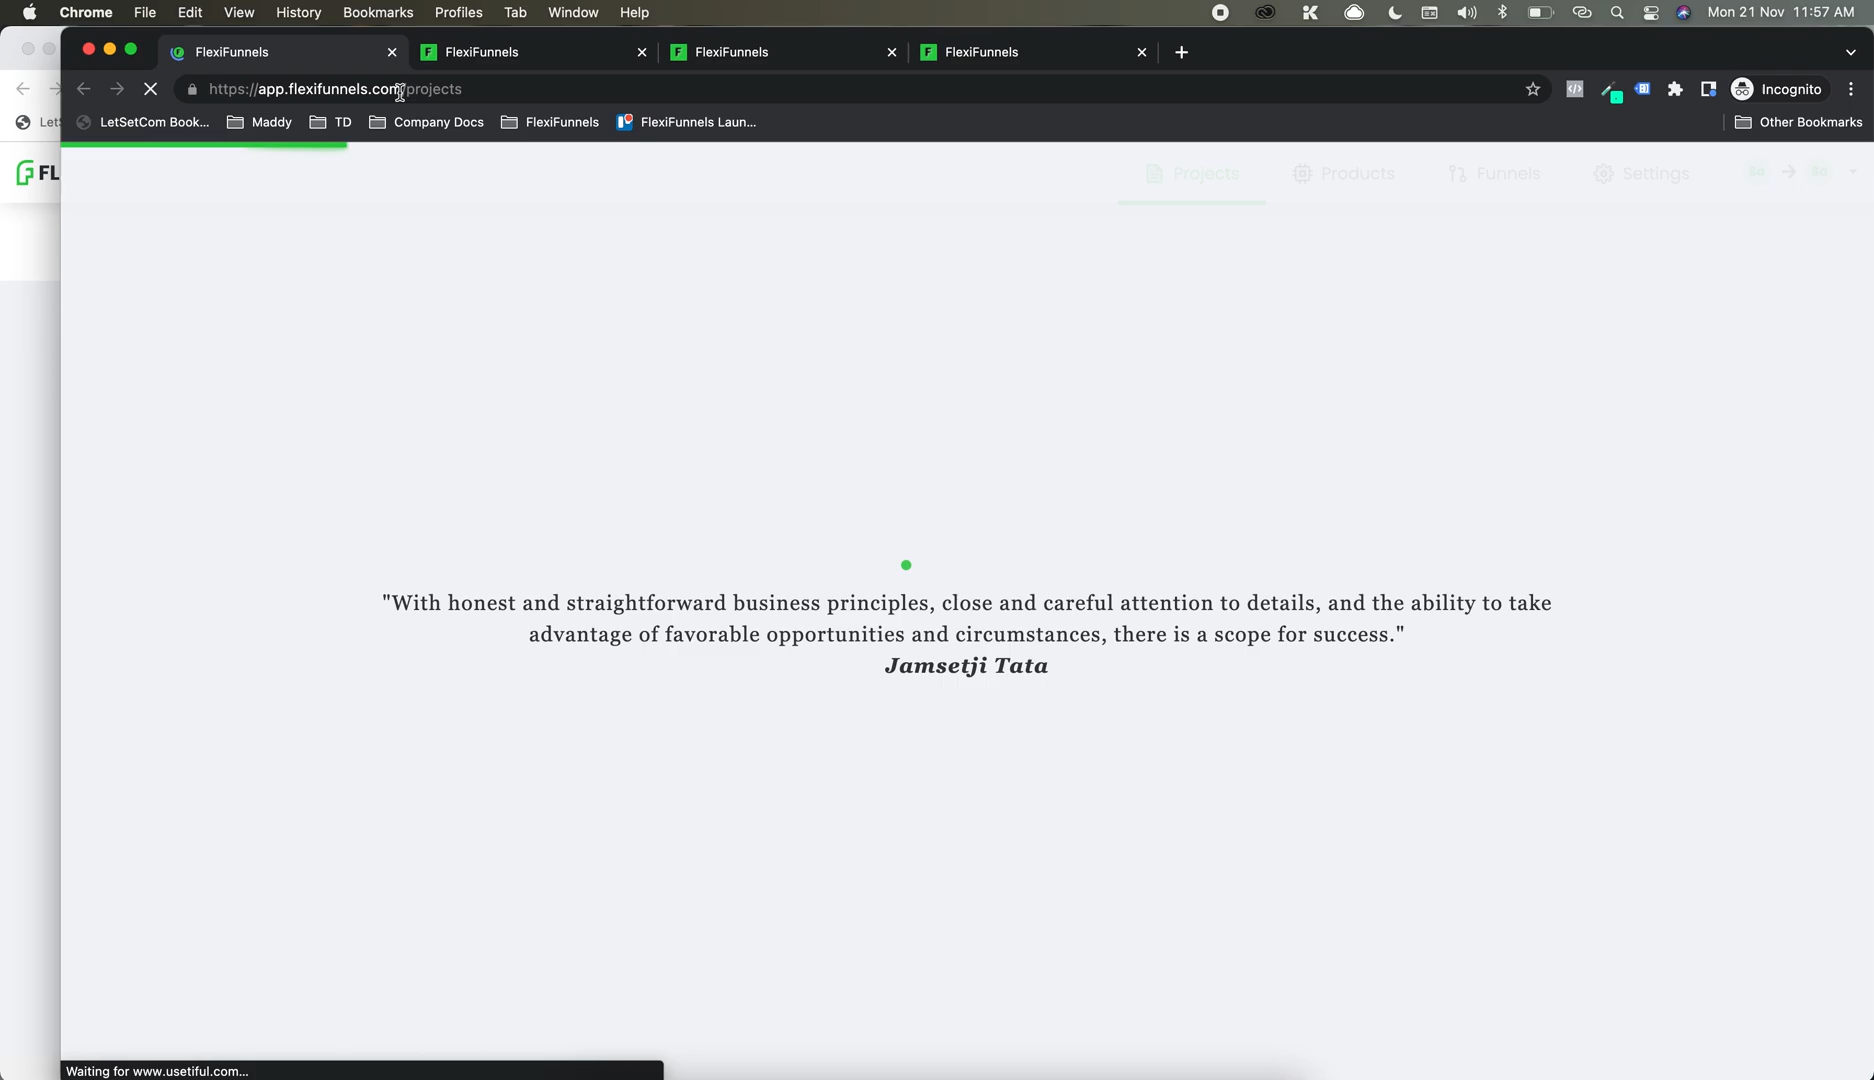 Chrome File Edit View History Bookmarks Profiles Tab Window Help Mon 21 Nov 11:57 AM
FlexiFunnels FlexiFunnels FlexiFunnels FlexiFunnels
https://app.flexifunnels.com/projects Incognito
LetSetCom Book... Maddy TD Company Docs FlexiFunnels FlexiFunnels Laun... Other Bookmarks
FL Projects Products Funnels Settings
"With honest and straightforward business principles, close and careful attention to details, and the ability to take
advantage of favorable opportunities and circumstances, there is a scope for success."
Jamsetji Tata
Waiting for www.usetiful.com...